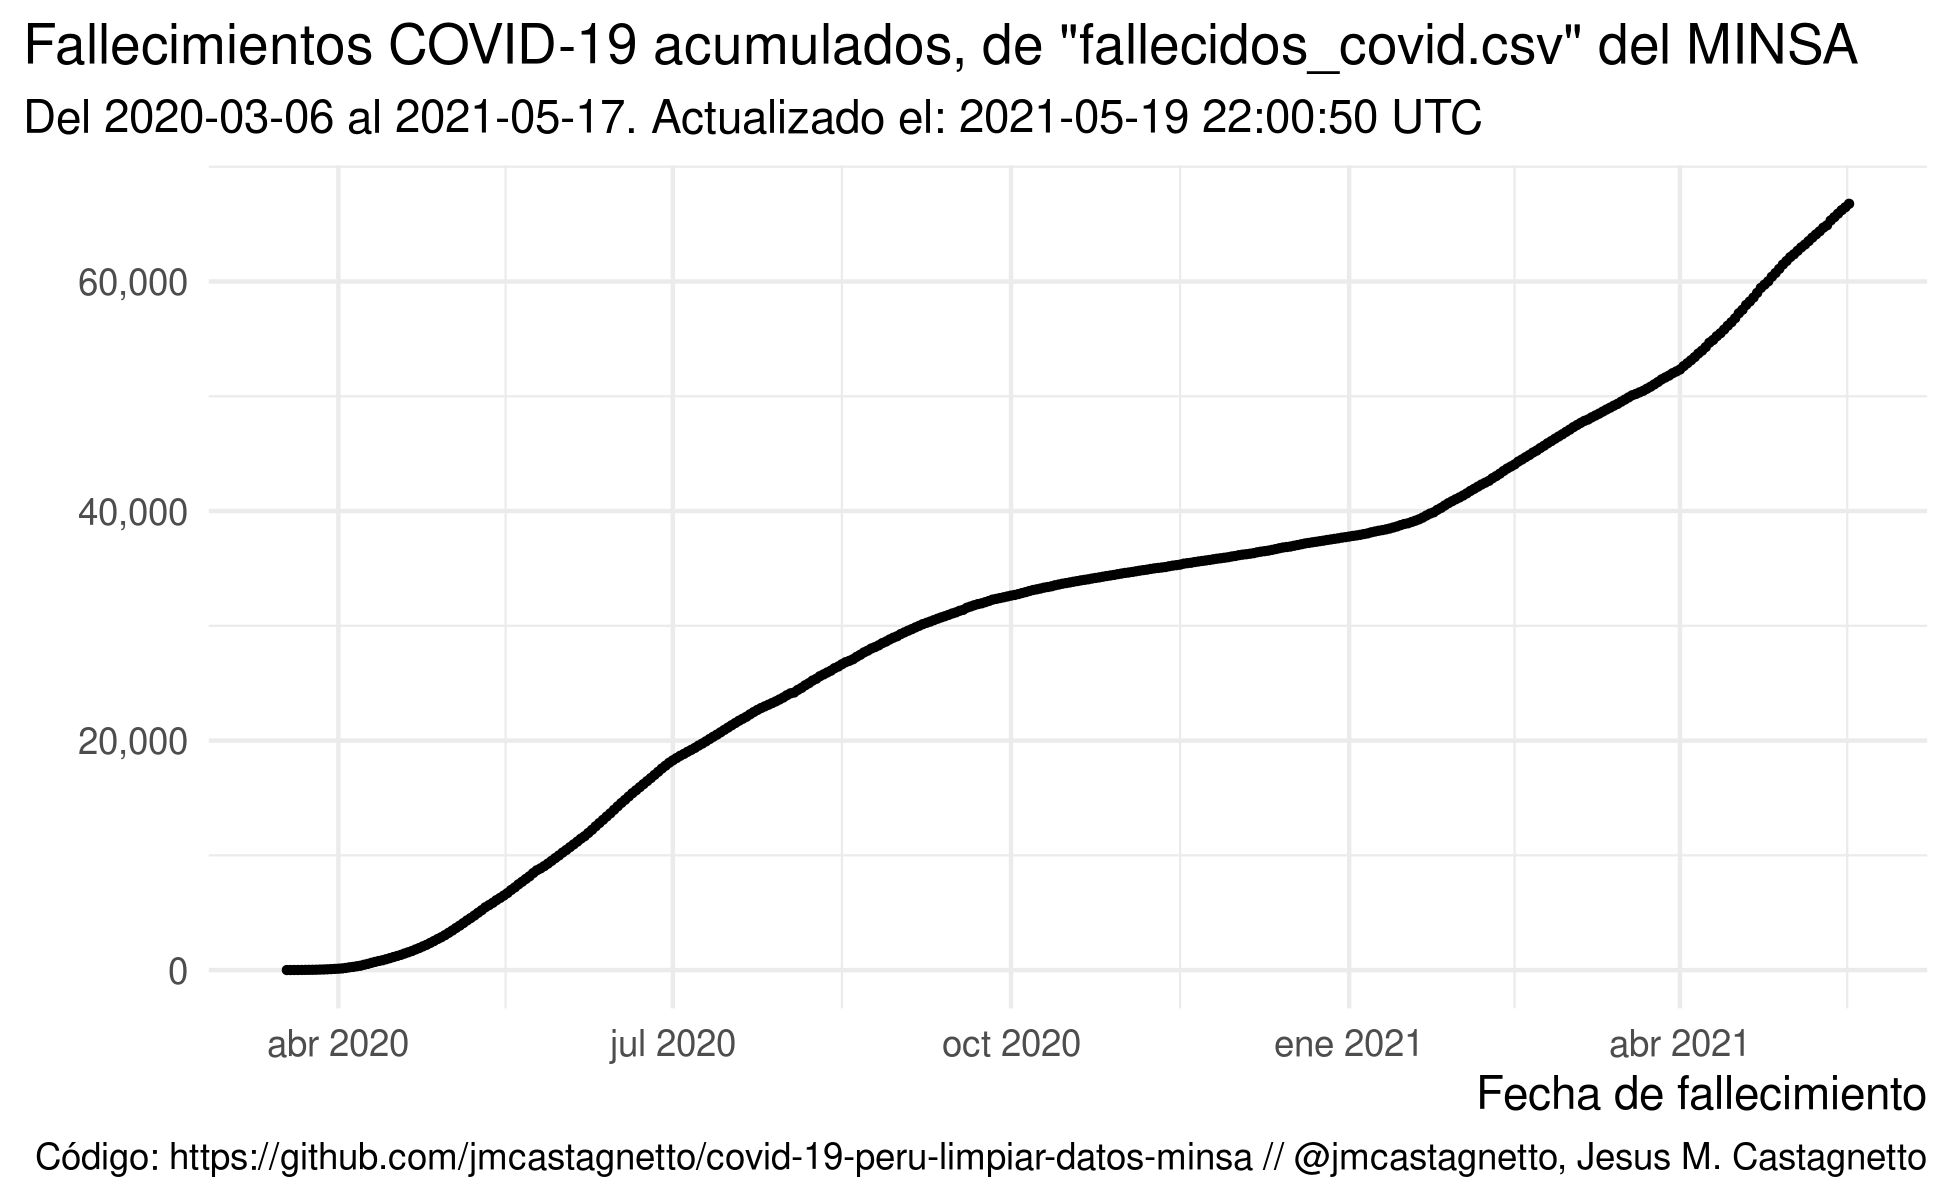 Fallecimientos COVID-19 acumulados, de "fallecidos_covid.csv" del MINSA
Del 2020-03-06 al 2021-05-17. Actualizado el: 2021-05-19 22:00:50 UTC
60,000
40,000
20,000
0
abr 2020
jul 2020
oct 2020
ene 2021
abr 2021
Fecha de fallecimiento
Código: https://github.com/jmcastagnetto/covid-19-peru-limpiar-datos-minsa // @jmcastagnetto, Jesus M. Castagnetto